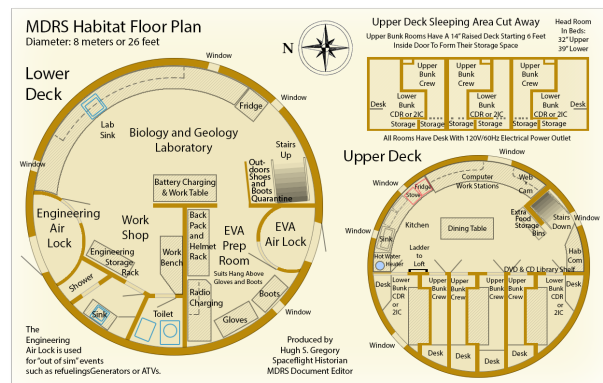 MDRS Habitat Floor Plan
Diameter: 8 meters or 26 feet
N
Lower
Deck
Window
Window
Window
Window
Window
Lab
Sink
Fridge
Biology and Geology
Laboratory
Stairs
Up
Out-
doors
Shoes
and
Boots
Quarantine
Battery Charging
& Work Table
Engineering
Air Lock
Work
Shop
Back
Pack
and
Helmet
Rack
EVA
Prep
Room
EVA
Air Lock
Suits Hang Above
Gloves and Boots
Engineering
Storage
Rack
Work
Bench
Shower
Sink
Toilet
Radio
Charging
Gloves
Boots
The
Engineering
Air Lock is used
for "out of sim" events
such as refuelingsGenerators or ATVs.
Produced by
Hugh S. Gregory
Spaceflight Historian
MDRS Document Editor
Upper Deck Sleeping Area Cut Away
Upper Bunk Rooms Have A 14" Raised Deck Starting 6 Feet
Inside Door To Form Their Storage Space
Head Room
In Beds:
32" Upper
39" Lower
Upper
Bunk
Crew
Upper
Bunk
Crew
Upper
Bunk
Crew
Desk
Lower
Bunk
CDR or 2IC
Lower
Bunk
CDR or 2IC
Lower
Bunk
CDR or 2IC
Desk
Storage
Storage
Storage
Storage
Storage
Storage
All Rooms Have Desk With 120V/60Hz Electrical Power Outlet
Upper Deck
Window
Window
Window
Window
Window
Fridge
Stove
Computer
Work Stations
Web
Cam
Kitchen
Dining Table
Extra
Food
Storage
Bins
Stairs
Down
Sink
Hot Water
Heater
Ladder
to
Loft
Hab
Com
DVD & CD Library Shelf
Desk
Lower
Bunk
CDR
or
2IC
Upper
Bunk
Crew
Upper
Bunk
Crew
Upper
Bunk
Crew
Upper
Bunk
Crew
Lower
Bunk
CDR
or
2IC
Desk
Desk
Desk
Desk
Desk